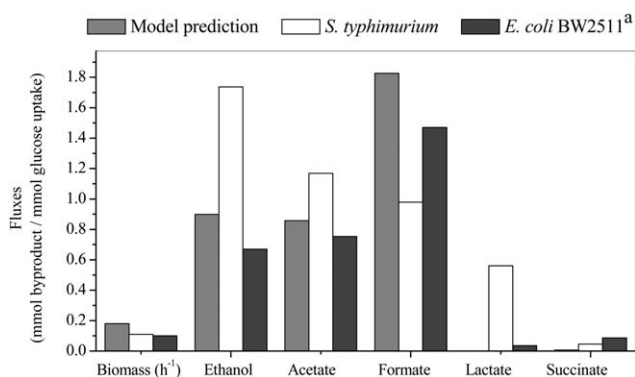 Model prediction S. typhimurium E. coli BW2511a
Fluxes
(mmol byproduct / mmol glucose uptake)
1.8
1.6
1.4
1.2
1.0
0.8
0.6
0.4
0.2
0.0
Biomass (h-1) Ethanol Acetate Formate Lactate Succinate